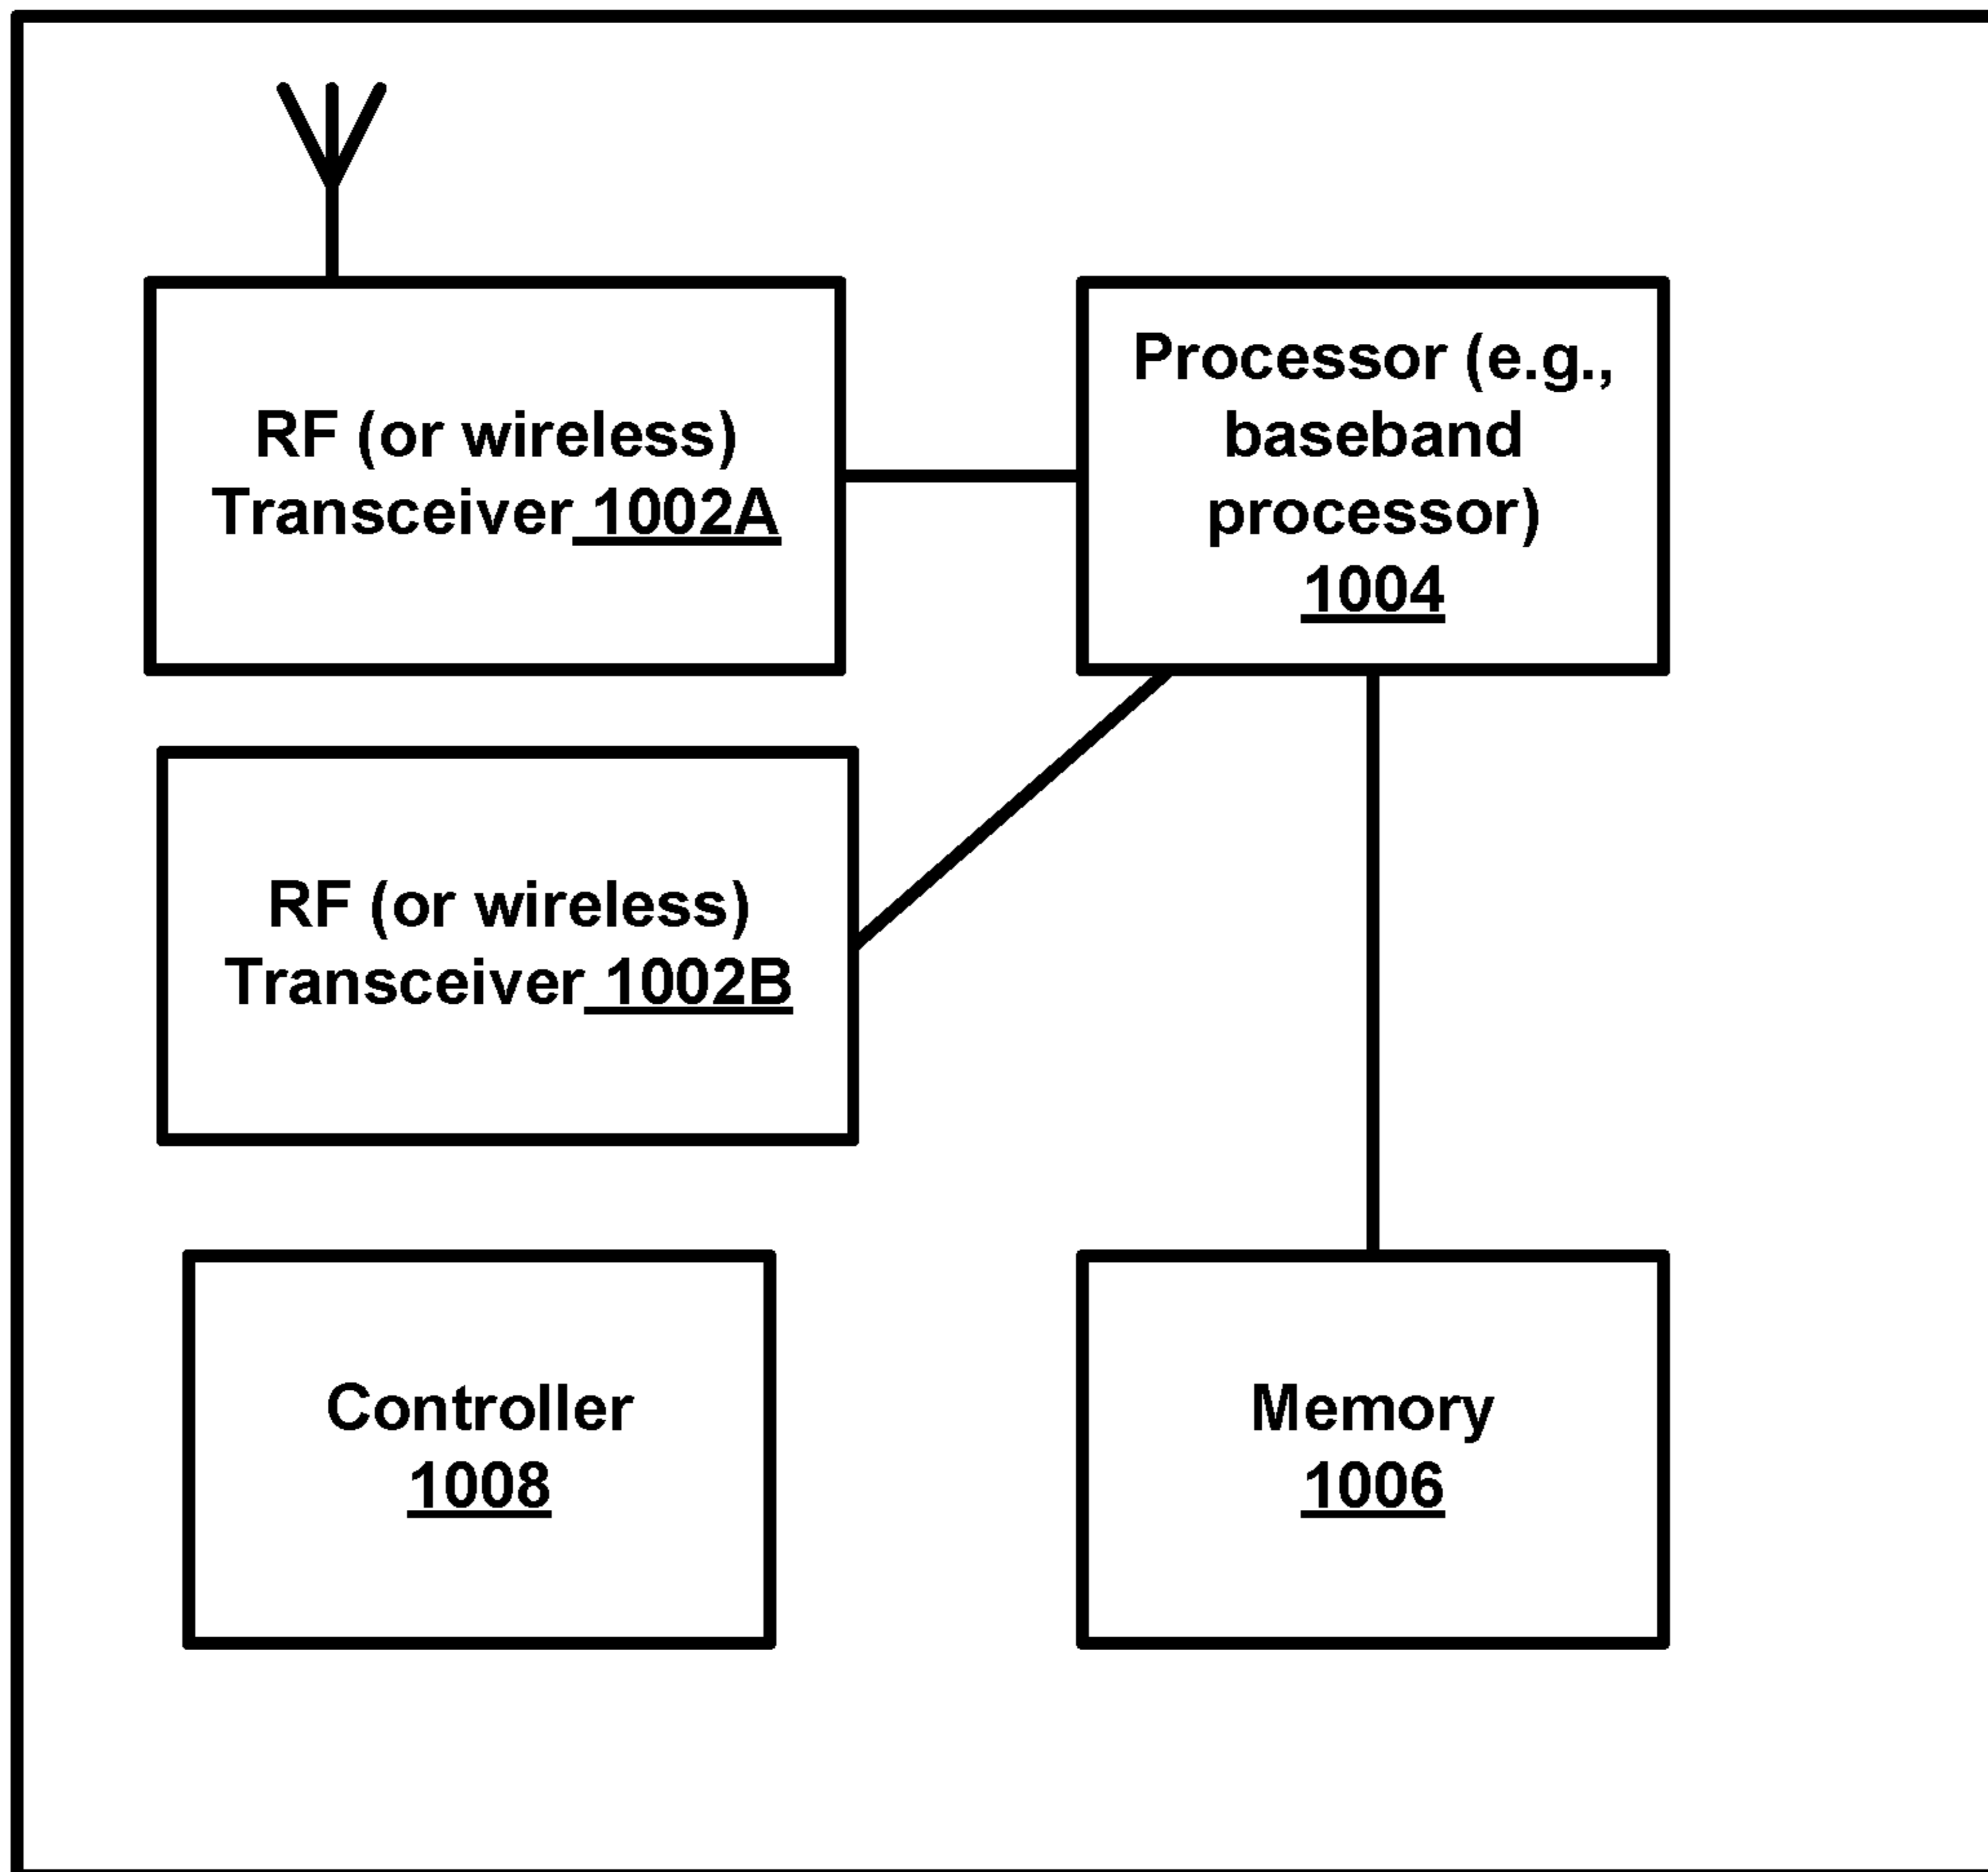 RF (or wireless)
Transceiver 1002A
Processor (e.g.,
baseband
processor)
1004
RF (or wireless)
Transceiver 1002B
Controller
1008
Memory
1006